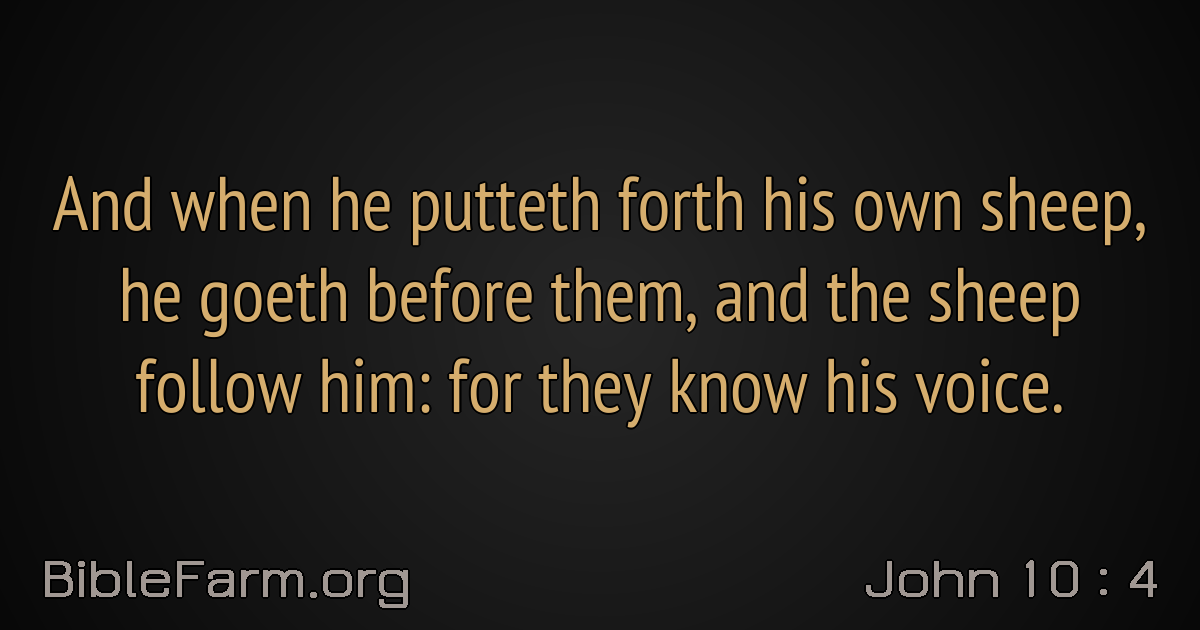 And when he putteth forth his own sheep,
he goeth before them, and the sheep
follow him: for they know his voice.
BibleFarm.org
John 10 : 4